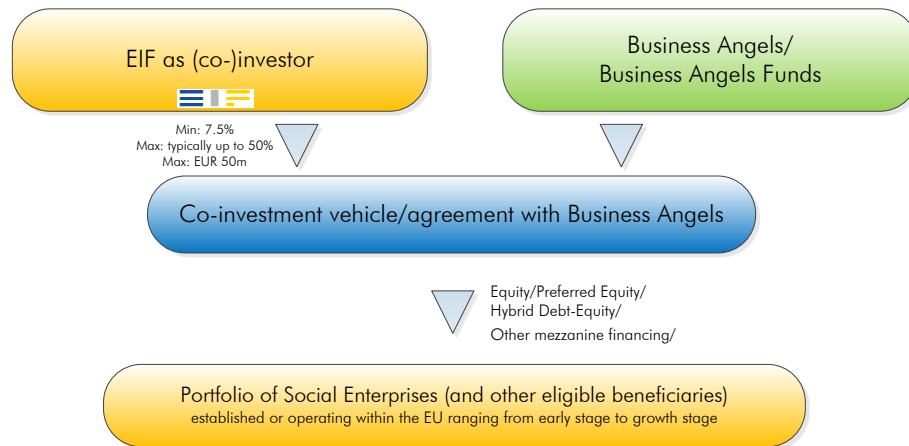 EIF as (co-)investor
Business Angels/
Business Angels Funds
Min: 7.5%
Max: typically up to 50%
Max: EUR 50m
Co-investment vehicle/agreement with Business Angels
Equity/Preferred Equity/
Hybrid Debt-Equity/
Other mezzanine financing/
Portfolio of Social Enterprises (and other eligible beneficiaries)
established or operating within the EU ranging from early stage to growth stage